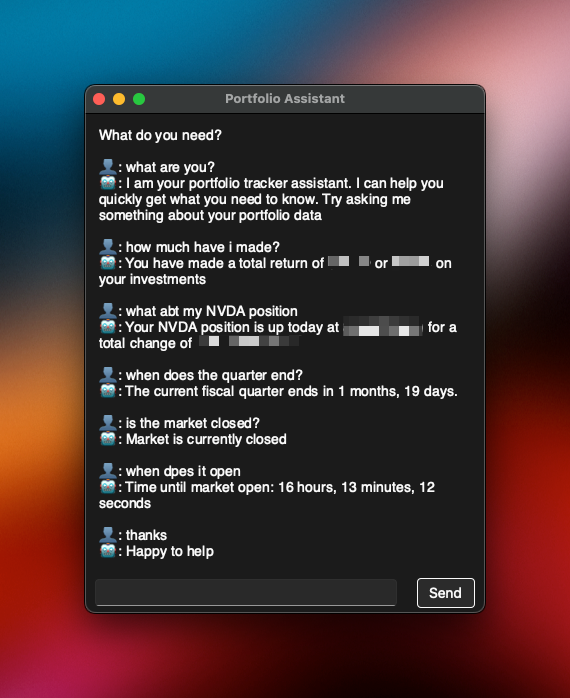 Portfolio Assistant
What do you need?
: what are you?
: I am your portfolio tracker assistant. I can help you
quickly get what you need to know. Try asking me
something about your portfolio data
: how much have i made?
: You have made a total return of or on
your investments
: what abt my NVDA position
: Your NVDA position is up today at for a
total change of
: when does the quarter end?
: The current fiscal quarter ends in 1 months, 19 days.
: is the market closed?
: Market is currently closed
: when dpes it open
: Time until market open: 16 hours, 13 minutes, 12
seconds
: thanks
: Happy to help
Send